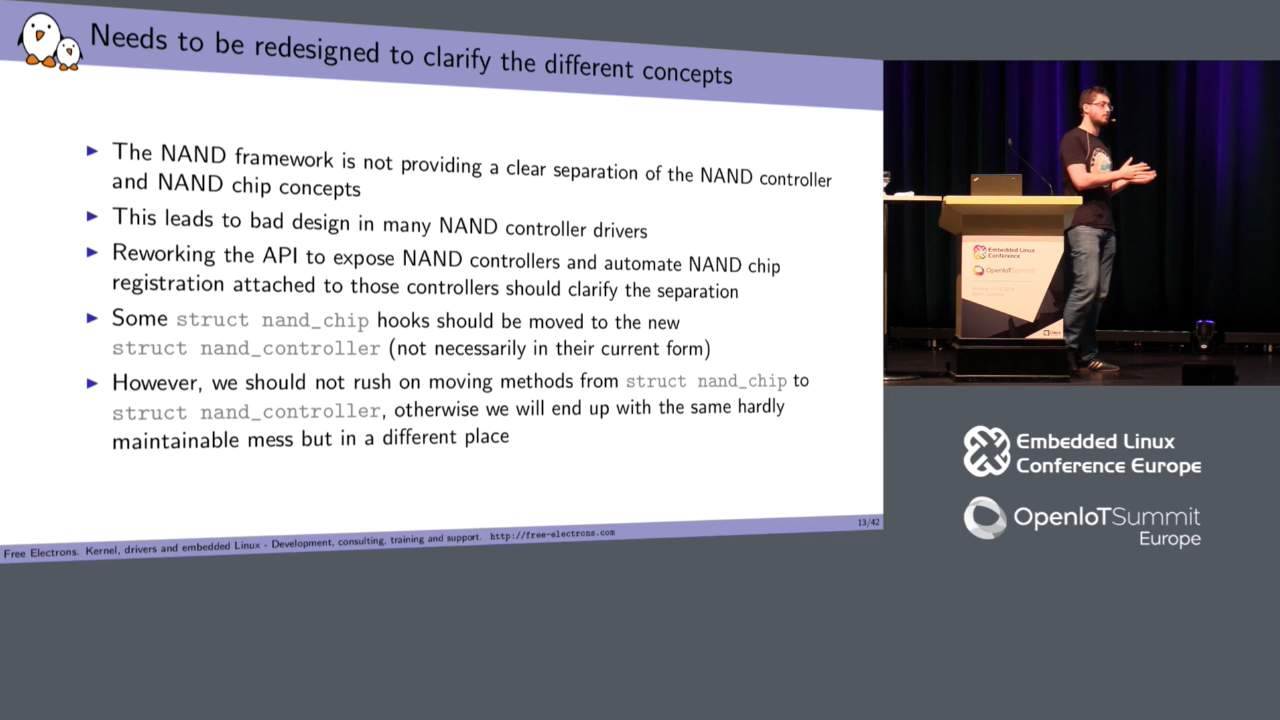 Needs to be redesigned to clarify the different concepts
The NAND framework is not providing a clear separation of the NAND controller
and NAND chip concepts
This leads to bad design in many NAND controller drivers
Reworking the API to expose NAND controllers and automate NAND chip
registration attached to those controllers should clarify the separation
Some struct nand_chip hooks should be moved to the new
struct nand_controller (not necessarily in their current form)
However, we should not rush on moving methods from struct nand_chip to
struct nand_controller, otherwise we will end up with the same hardly
maintainable mess but in a different place
13/42
Free Electrons. Kernel, drivers and embedded Linux - Development, consulting, training and support. http://free-electrons.com
Embedded Linux
Conference
OpenIoTSummit
Embedded Linux
Conference Europe
OpenIoTSummit
Europe